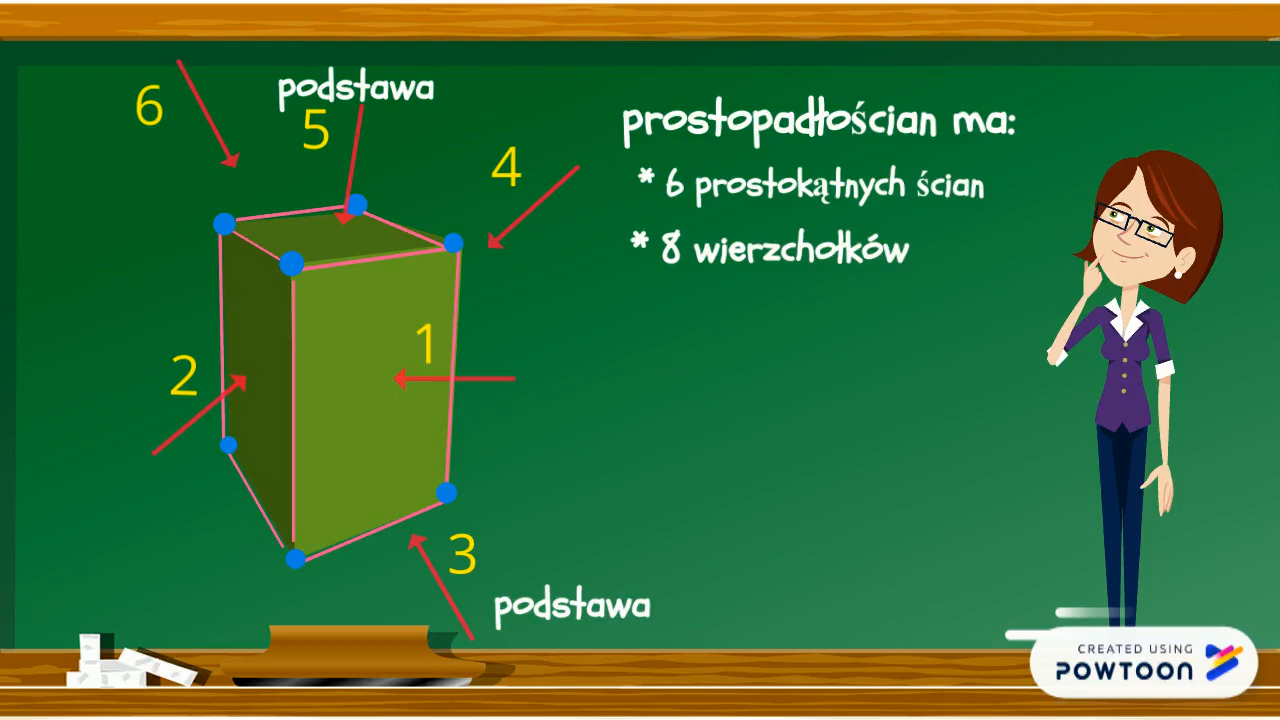 6
podstawa
5
4
prostopadłościan ma:
* 6 prostokątnych ścian
* 8 wierzchołków
1
2
3
podstawa
CREATED USING
POWTOON